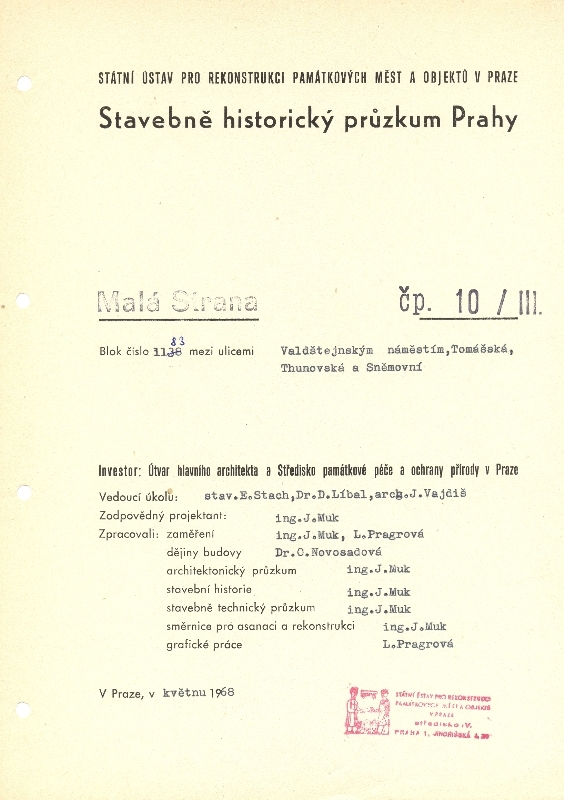 STÁTNÍ ÚSTAV PRO REKONSTRUKCI PAMÁTKOVÝCH MĚST A OBJEKTŮ V PRAZE
Stavebně historický průzkum Prahy
Malá Strana
čp. 10 / III.
83
Blok číslo 1138 mezi ulicemi Valdštejnským náměstím,Tomášská,
Thunovská a Sněmovní
Investor: Útvar hlavního architekta a Středisko památkové péče a ochrany přírody v Praze
Vedoucí úkolu: stav.E.Stach,Dr.D.Líbal,arch.J.Vajdiš
Zodpovědný projektant: ing.J.Muk
Zpracovali: zaměření ing.J.Muk, L.Pragrová
dějiny budovy Dr.C.Novosadová
architektonický průzkum ing.J.Muk
stavební historie ing.J.Muk
stavebně technický průzkum ing.J.Muk
směrnice pro asanaci a rekonstrukci ing.J.Muk
grafické práce L.Pragrová
V Praze, v květnu 1968
STÁTNÍ ÚSTAV PRO REKONSTRUKCI
PAMÁTKOVÝCH MĚST A OBJEKTŮ
V PRAZE
středisko IV.
PRAHA 1, JINDŘIŠSKÁ